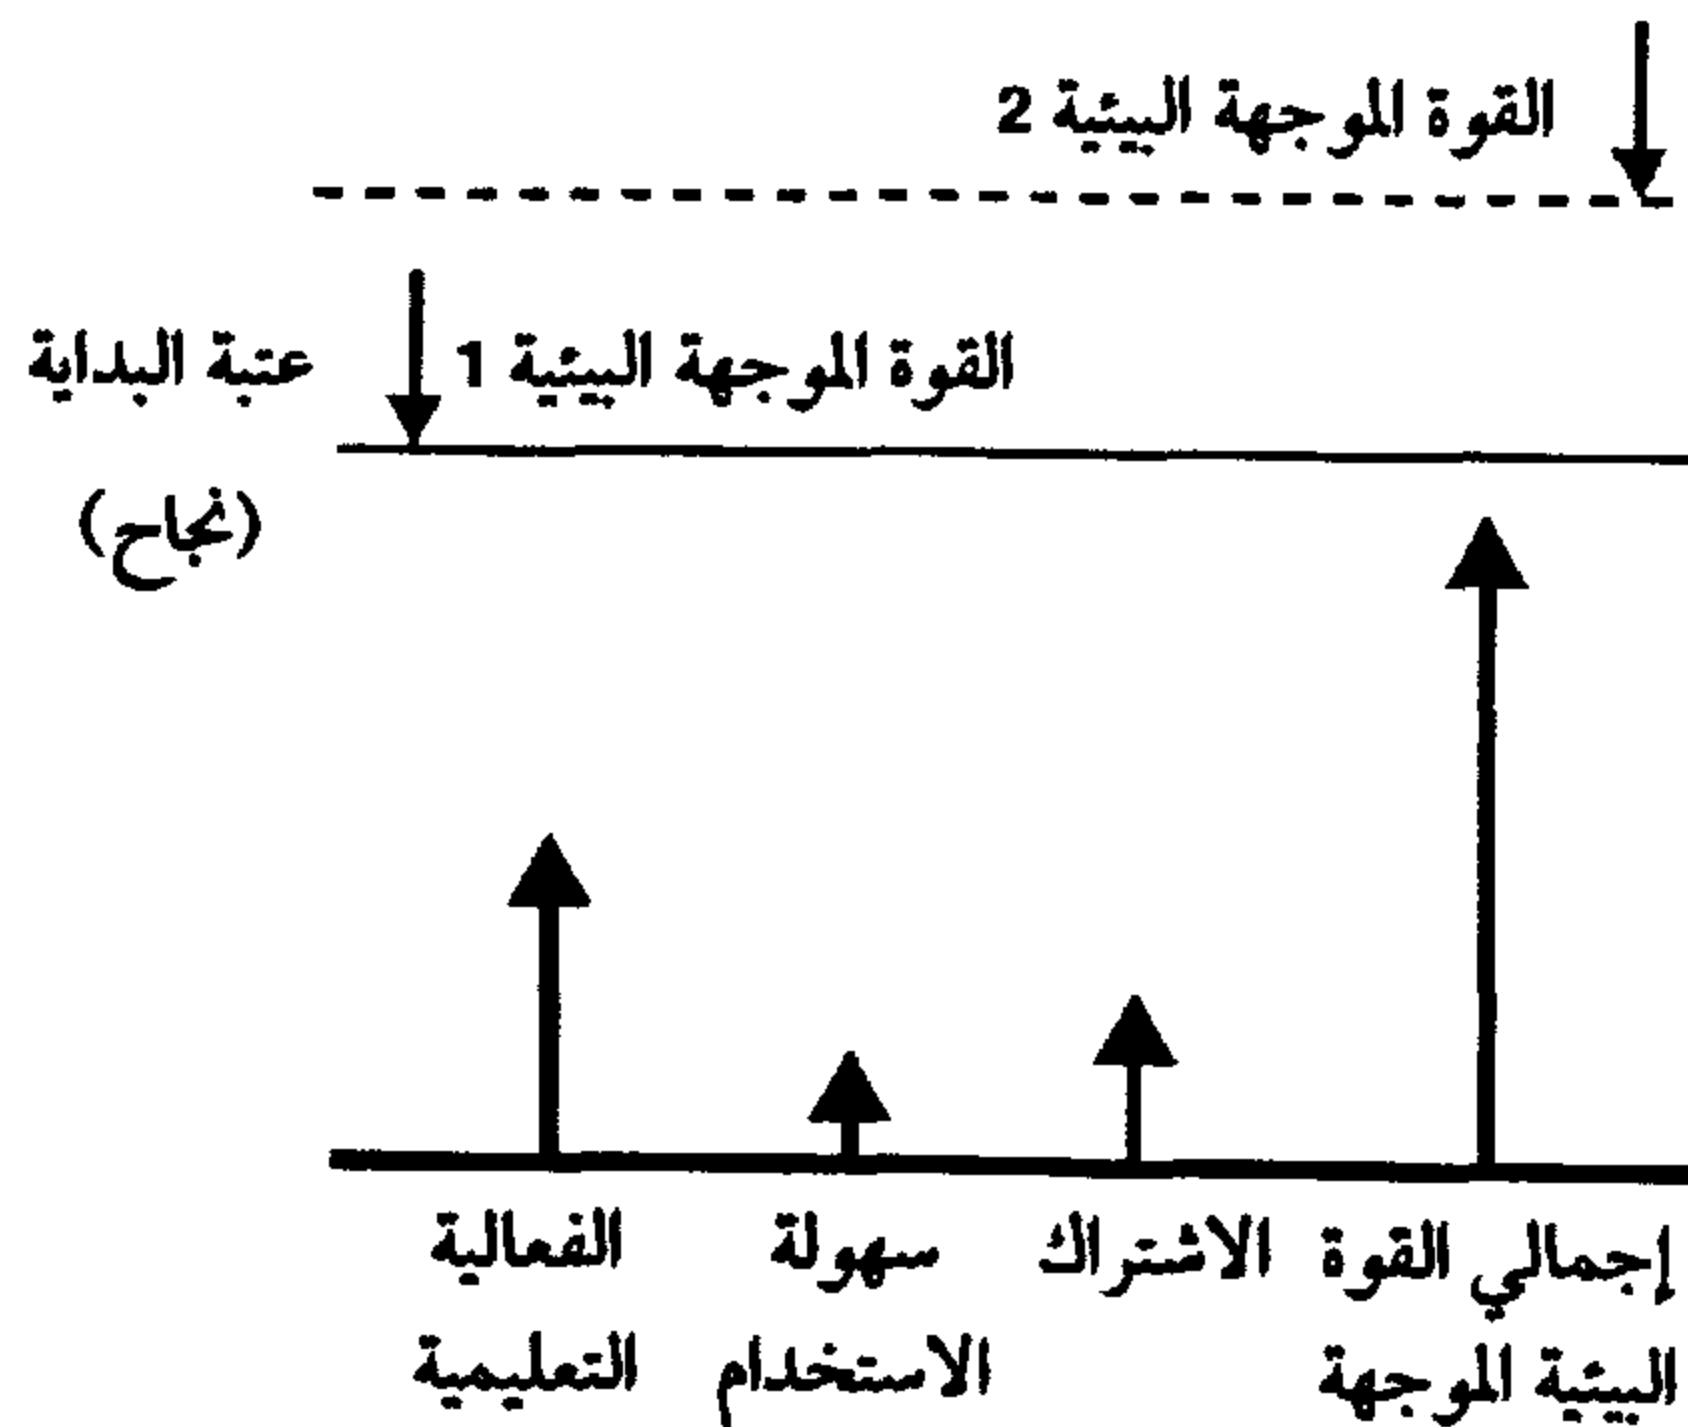 القوة الموجهة البيئية 2
القوة الموجهة البيئية 1
عتبة البداية
(نجاح)
إجمالي القوة البيئية الموجهة
الاشتراك
سهولة الاستخدام
الفعالية التعليمية